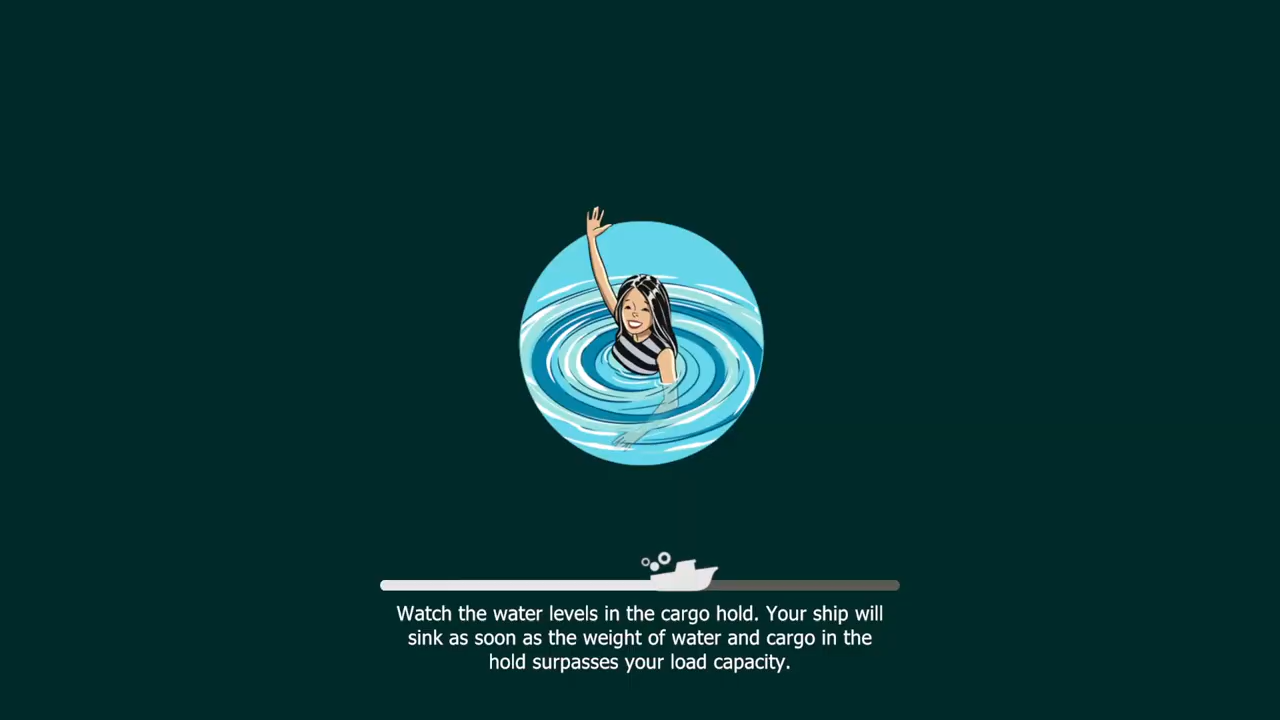 Watch the water levels in the cargo hold. Your ship will
sink as soon as the weight of water and cargo in the
hold surpasses your load capacity.